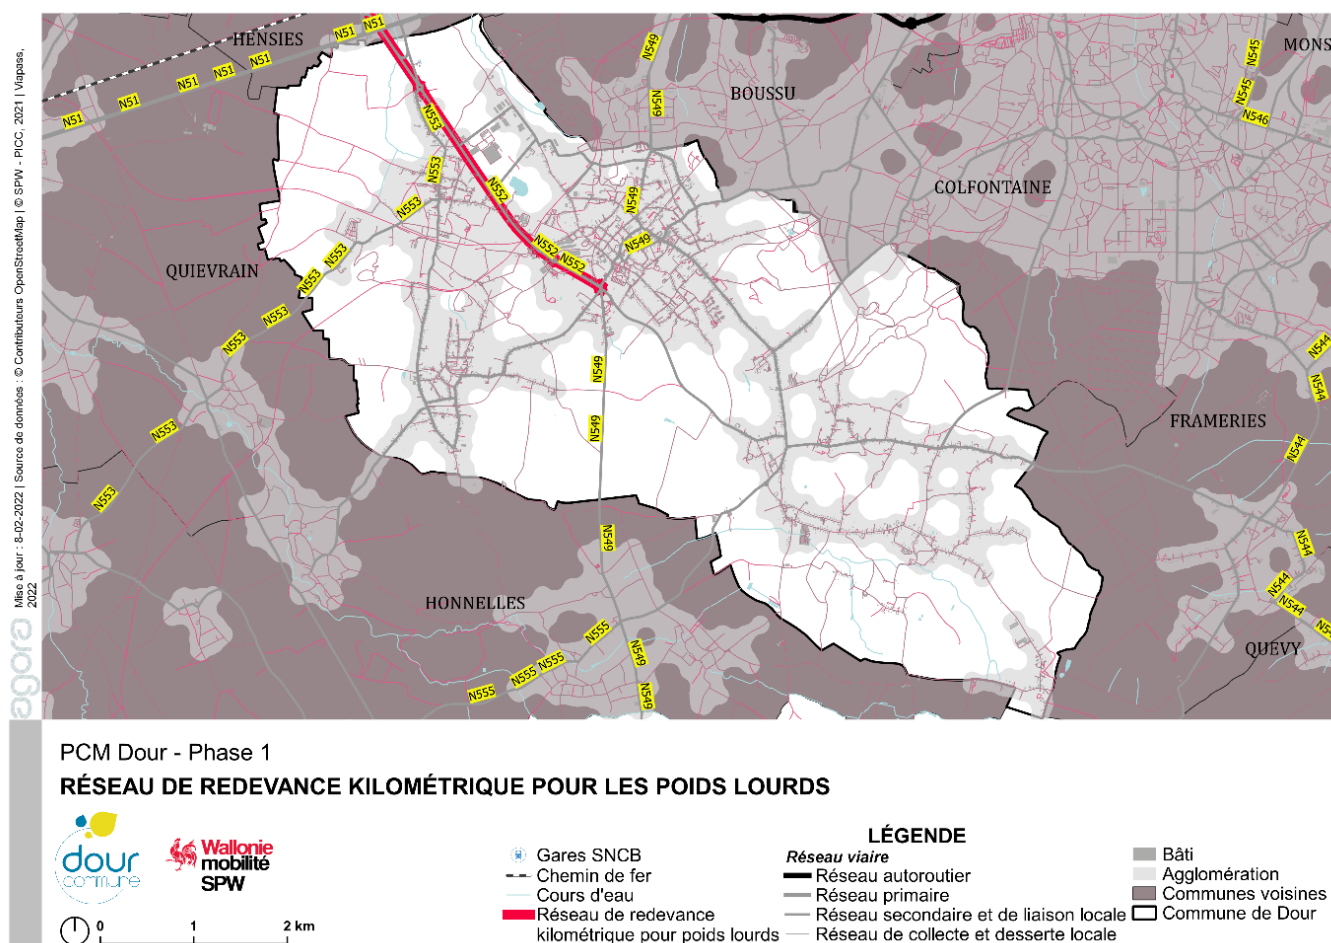 HENSIES
N51
N51
N51
N51
N51
N51
N51
N549
N549
BOUSSU
N545
N545
N546
MONS
COLFONTAINE
N553
N553
N553
N553
N553
N553
N553
N553
N553
N552
N552
N552
N549
N549
QUIEVRAIN
N549
N549
N549
N549
N549
HONNELLES
N555
N555
N555
N555
N544
N544
N544
N544
N544
N544
FRAMERIES
QUÉVY
Mise à jour : 8-02-2022 | Source de données : © Contributeurs OpenStreetMap | © SPW - PICC, 2021 | Viapass,
2022
PCM Dour - Phase 1
RÉSEAU DE REDEVANCE KILOMÉTRIQUE POUR LES POIDS LOURDS
dour
commune
Wallonie
mobilité
SPW
0 1 2 km
LÉGENDE
Gares SNCB
Chemin de fer
Cours d'eau
Réseau de redevance
kilométrique pour poids lourds
Réseau viaire
Réseau autoroutier
Réseau primaire
Réseau secondaire et de liaison locale
Réseau de collecte et desserte locale
Bâti
Agglomération
Communes voisines
Commune de Dour